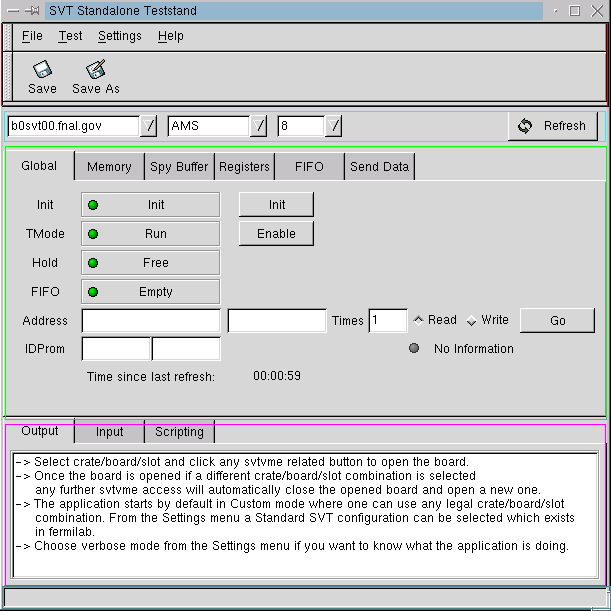 SVT Standalone Teststand
File Test Settings Help
Save Save As
b0svt00.fnal.gov AMS 8 Refresh
Global Memory Spy Buffer Registers FIFO Send Data
Init Init Init
TMode Run Enable
Hold Free
FIFO Empty
Address Times 1 Read Write Go
IDProm No Information
Time since last refresh: 00:00:59
Output Input Scripting
-> Select crate/board/slot and click any svtvme related button to open the board.
-> Once the board is opened if a different crate/board/slot combination is selected
any further svtvme access will automatically close the opened board and open a new one.
-> The application starts by default in Custom mode where one can use any legal crate/board/slot
combination. From the Settings menu a Standard SVT configuration can be selected which exists
in fermilab.
-> Choose verbose mode from the Settings menu if you want to know what the application is doing.